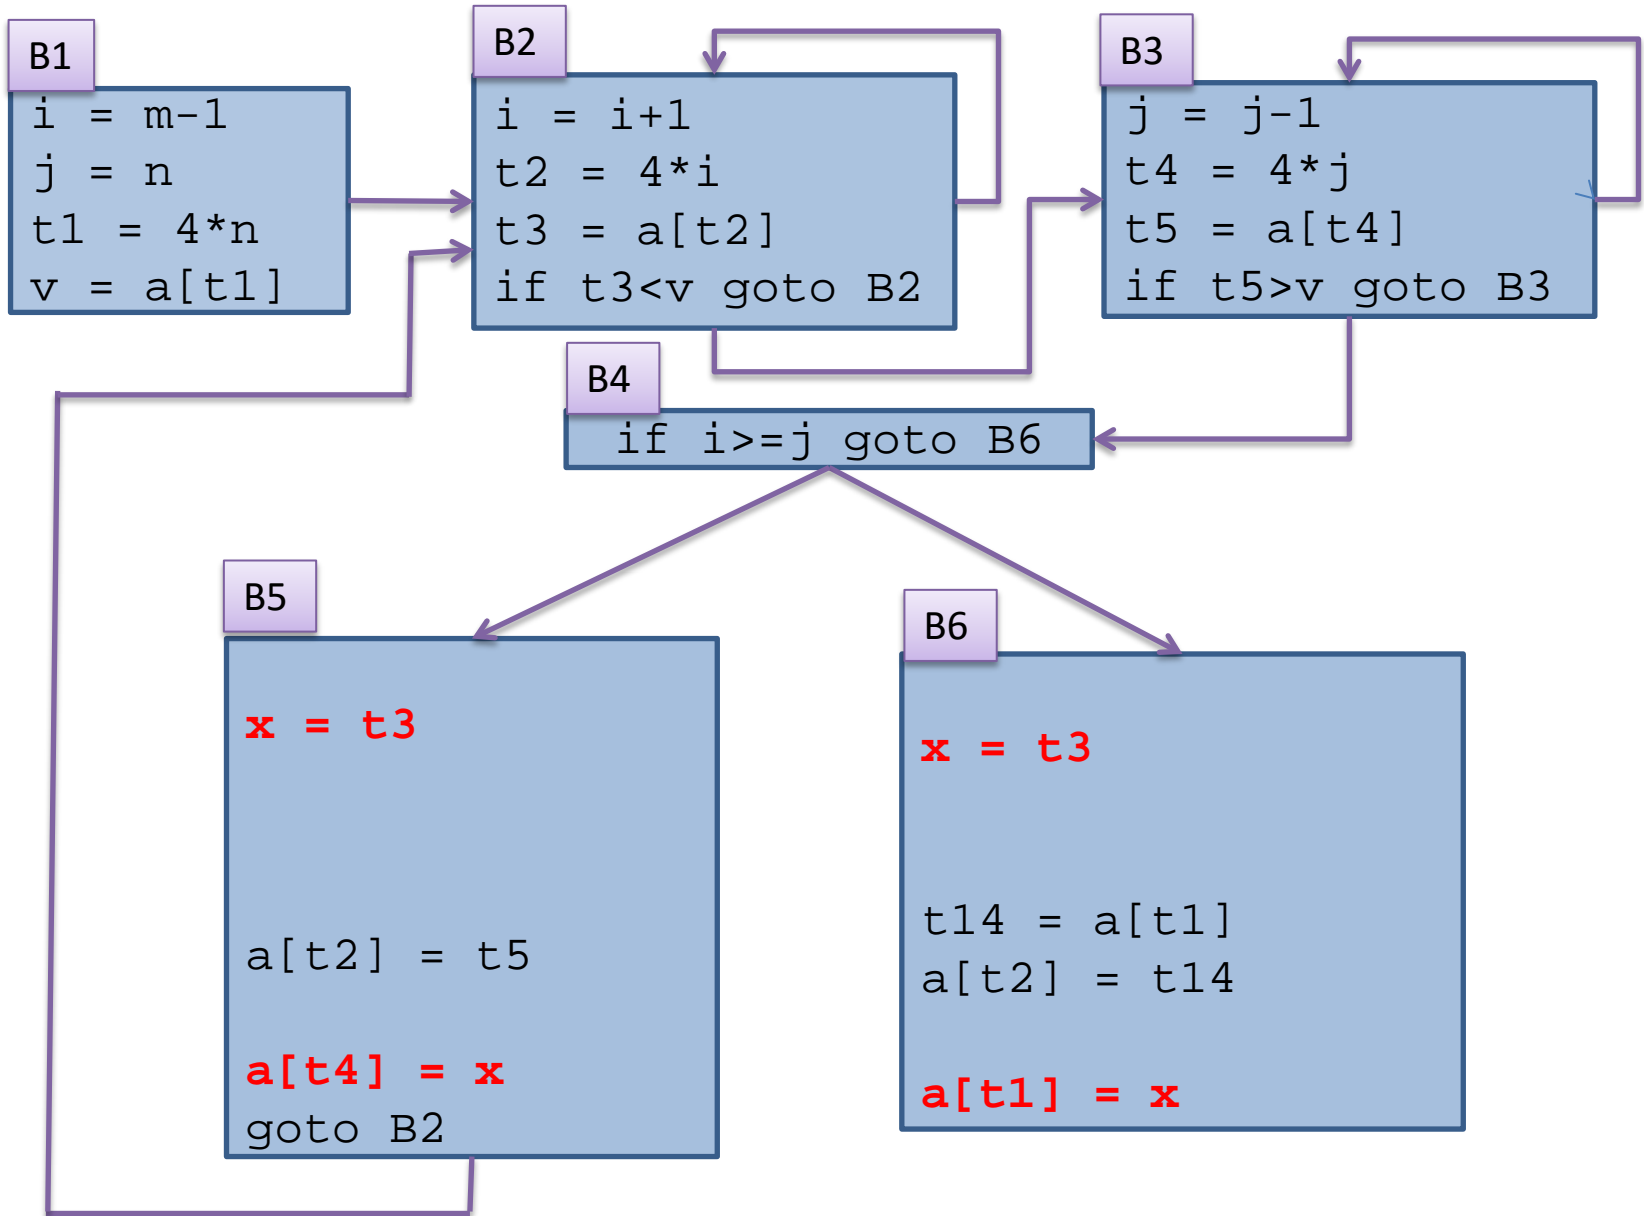 B1
i = m-1
j = n
t1 = 4*n
v = a[t1]
B2
i = i+1
t2 = 4*i
t3 = a[t2]
if t3<v goto B2
B3
j = j-1
t4 = 4*j
t5 = a[t4]
if t5>v goto B3
B4
if i>=j goto B6
B5
x = t3
a[t2] = t5
a[t4] = x
goto B2
B6
x = t3
t14 = a[t1]
a[t2] = t14
a[t1] = x